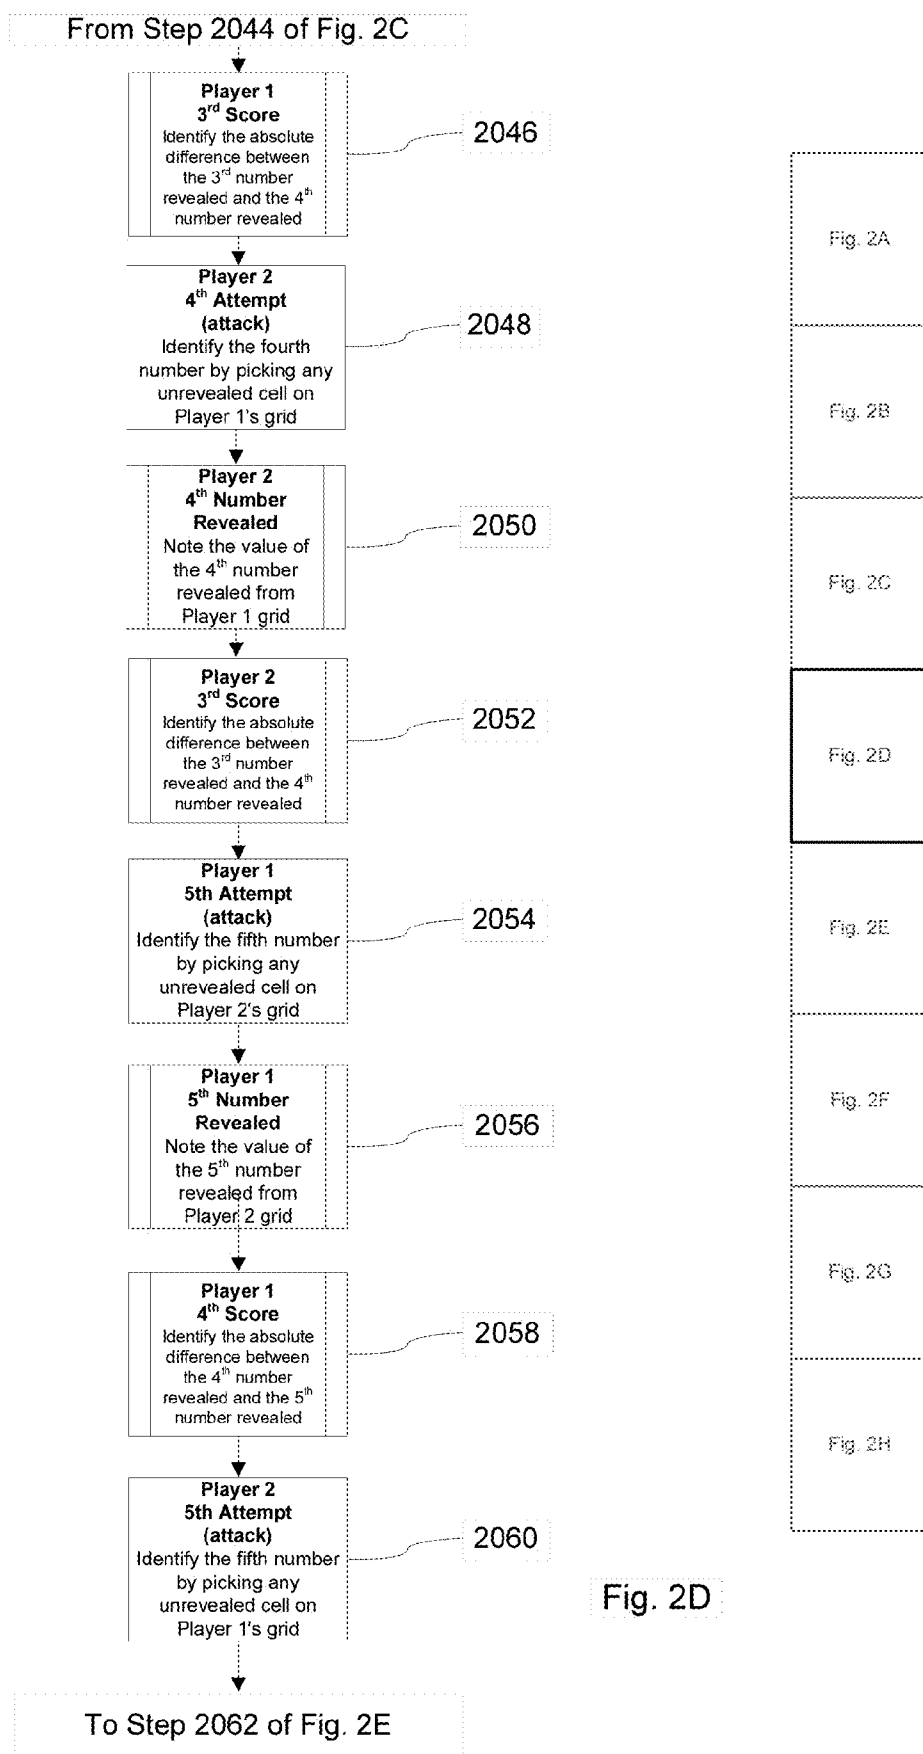 From Step 2044 of Fig. 2C
Player 1
3rd Score
Identify the absolute
difference between
the 3rd number
revealed and the 4th
number revealed
2046
Player 2
4th Attempt
(attack)
Identify the fourth
number by picking any
unrevealed cell on
Player 1's grid
2048
Player 2
4th Number
Revealed
Note the value of
the 4th number
revealed from
Player 1 grid
2050
Player 2
3rd Score
Identify the absolute
difference between
the 3rd number
revealed and the 4th
number revealed
2052
Player 1
5th Attempt
(attack)
Identify the fifth number
by picking any
unrevealed cell on
Player 2's grid
2054
Player 1
5th Number
Revealed
Note the value of
the 5th number
revealed from
Player 2 grid
2056
Player 1
4th Score
Identify the absolute
difference between
the 4th number
revealed and the 5th
number revealed
2058
Player 2
5th Attempt
(attack)
Identify the fifth number
by picking any
unrevealed cell on
Player 1's grid
2060
To Step 2062 of Fig. 2E
Fig. 2A
Fig. 2B
Fig. 2C
Fig. 2D
Fig. 2E
Fig. 2F
Fig. 2G
Fig. 2H
Fig. 2D